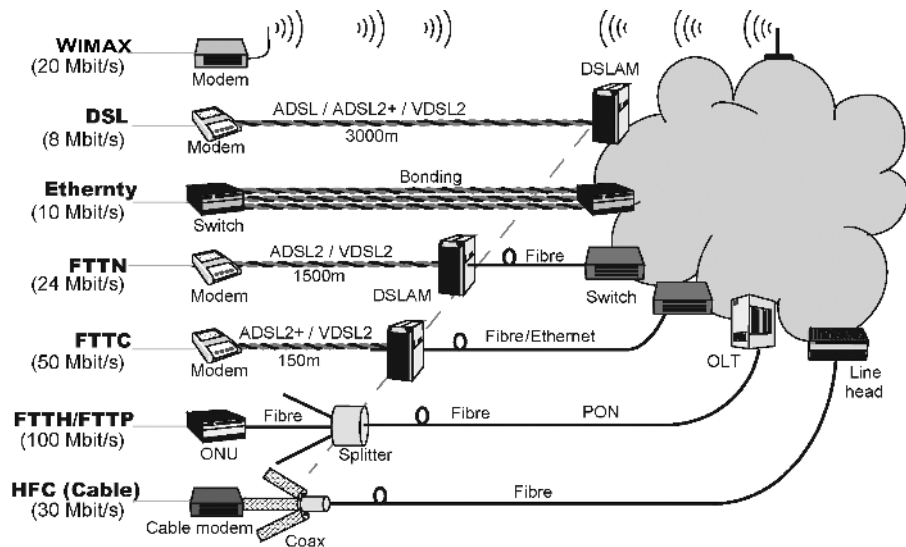 WIMAX
(20 Mbit/s)
Modem
DSLAM
DSL
(8 Mbit/s)
Modem
ADSL / ADSL2+ / VDSL2
3000m
Ethernty
(10 Mbit/s)
Switch
Bonding
FTTN
(24 Mbit/s)
Modem
ADSL2 / VDSL2
1500m
DSLAM
Fibre
Switch
FTTC
(50 Mbit/s)
Modem
ADSL2+ / VDSL2
150m
Fibre/Ethernet
OLT
Line
head
FTTH/FTTP
(100 Mbit/s)
ONU
Fibre
Splitter
Fibre
PON
HFC (Cable)
(30 Mbit/s)
Cable modem
Coax
Fibre